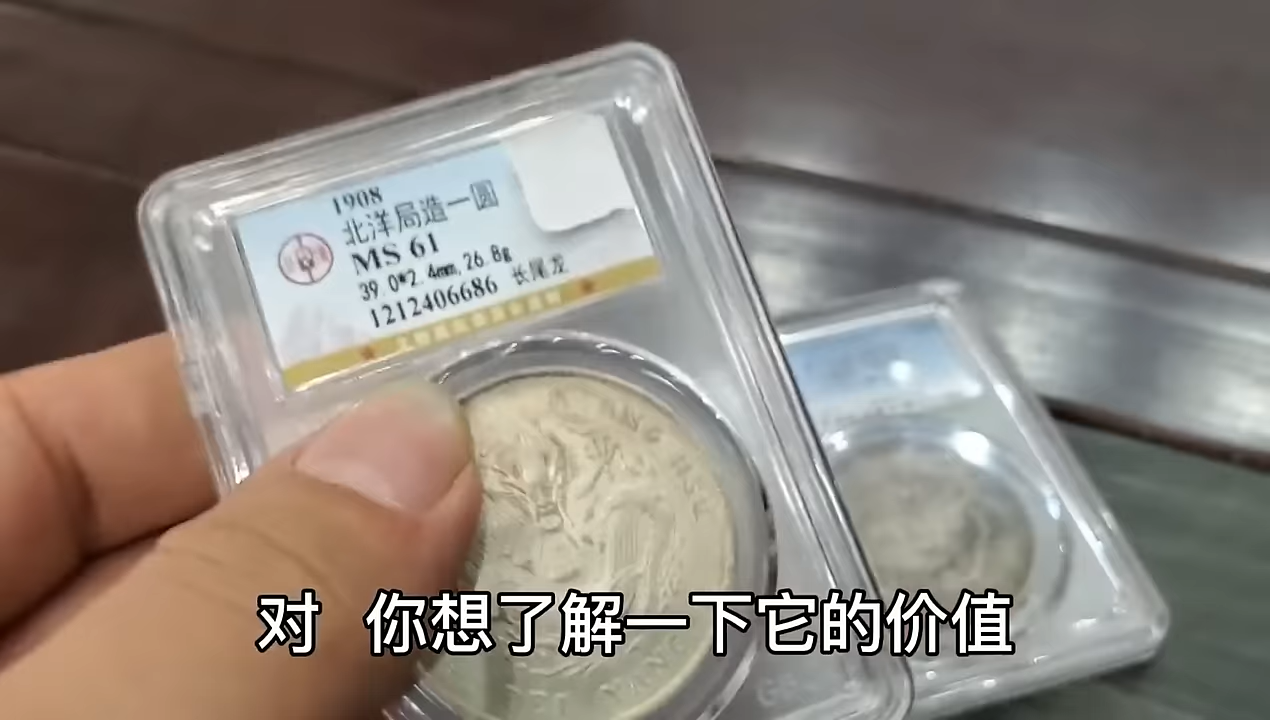 1908
北洋局造一圆
MS 61
39.0*2.4mm,26.8g
1212406686 长尾龙
对 你想了解一下它的价值